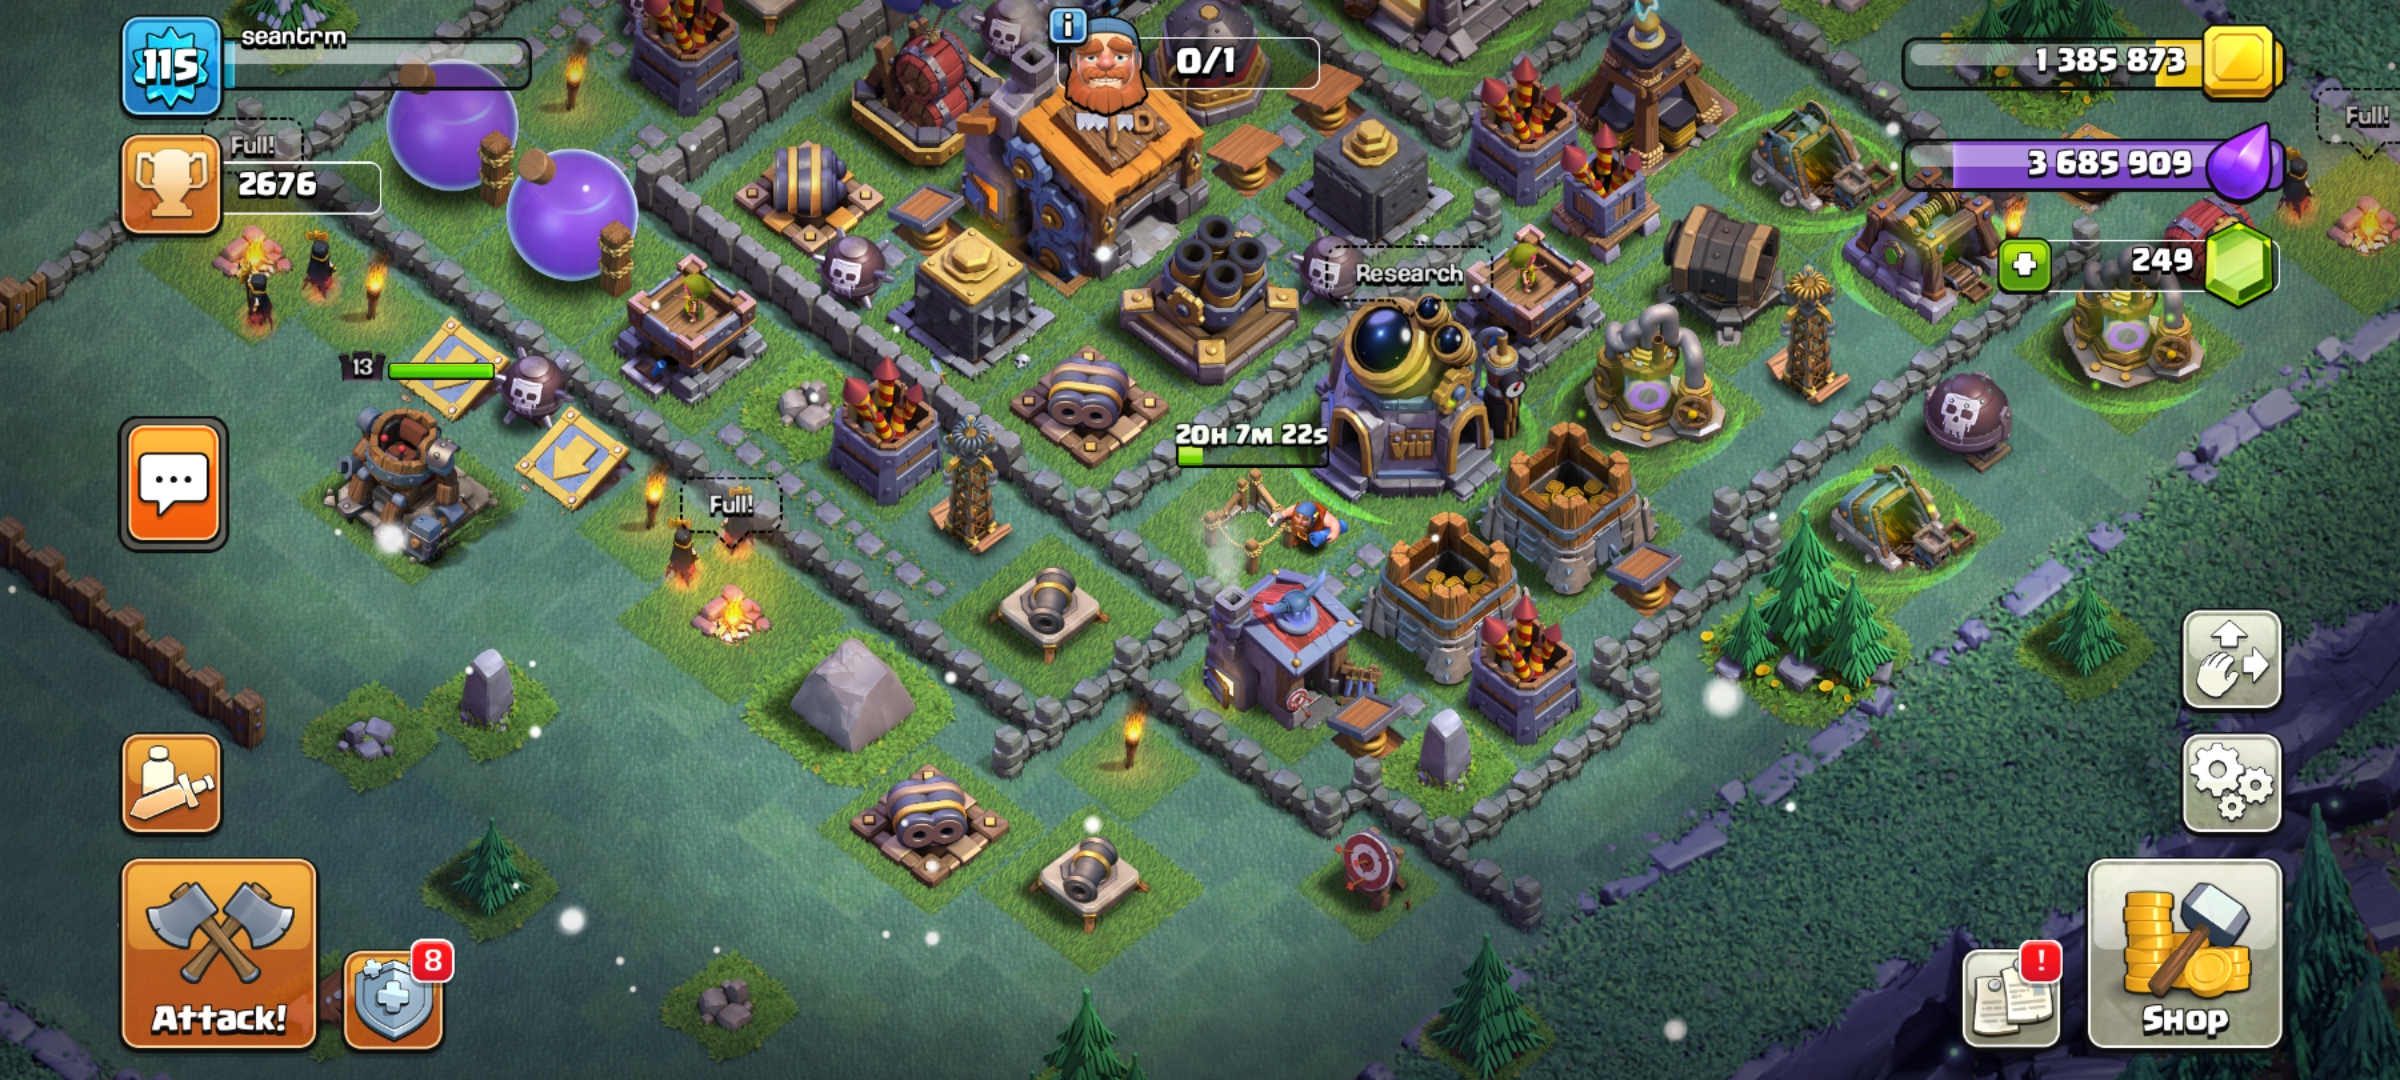 115
seantrm
i
0/1
1 385 873
Full!
2676
Full!
3 685 909
249
Research
13
20H 7M 22s
VIII
Full!
Attack!
8
!
Shop